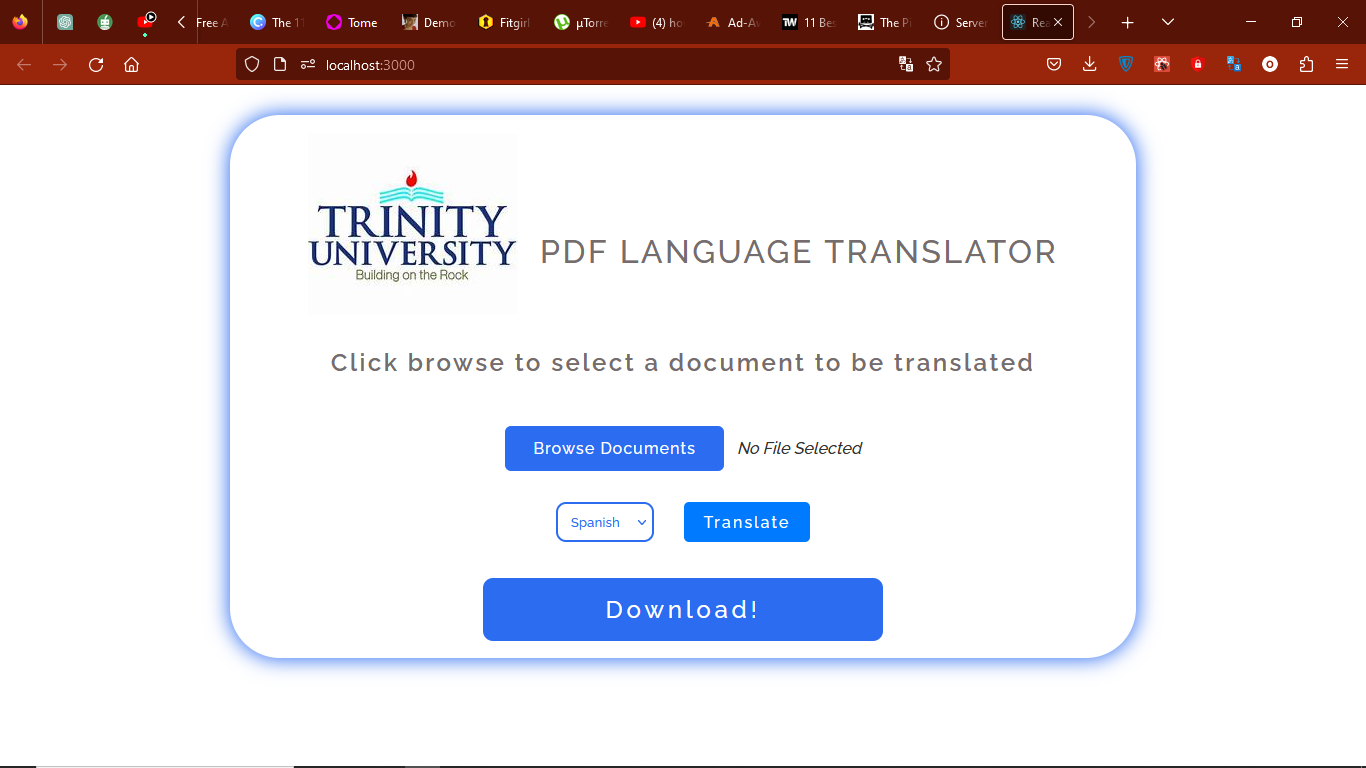 Free A
The 11
Tome
Demo
Fitgirl
µTorre
(4) ho
Ad-Av
TW
11 Bes
The Pi
Server
Rea
localhost:3000
TRINITY
UNIVERSITY
Building on the Rock
PDF LANGUAGE TRANSLATOR
Click browse to select a document to be translated
Browse Documents
No File Selected
Spanish
Translate
Download!